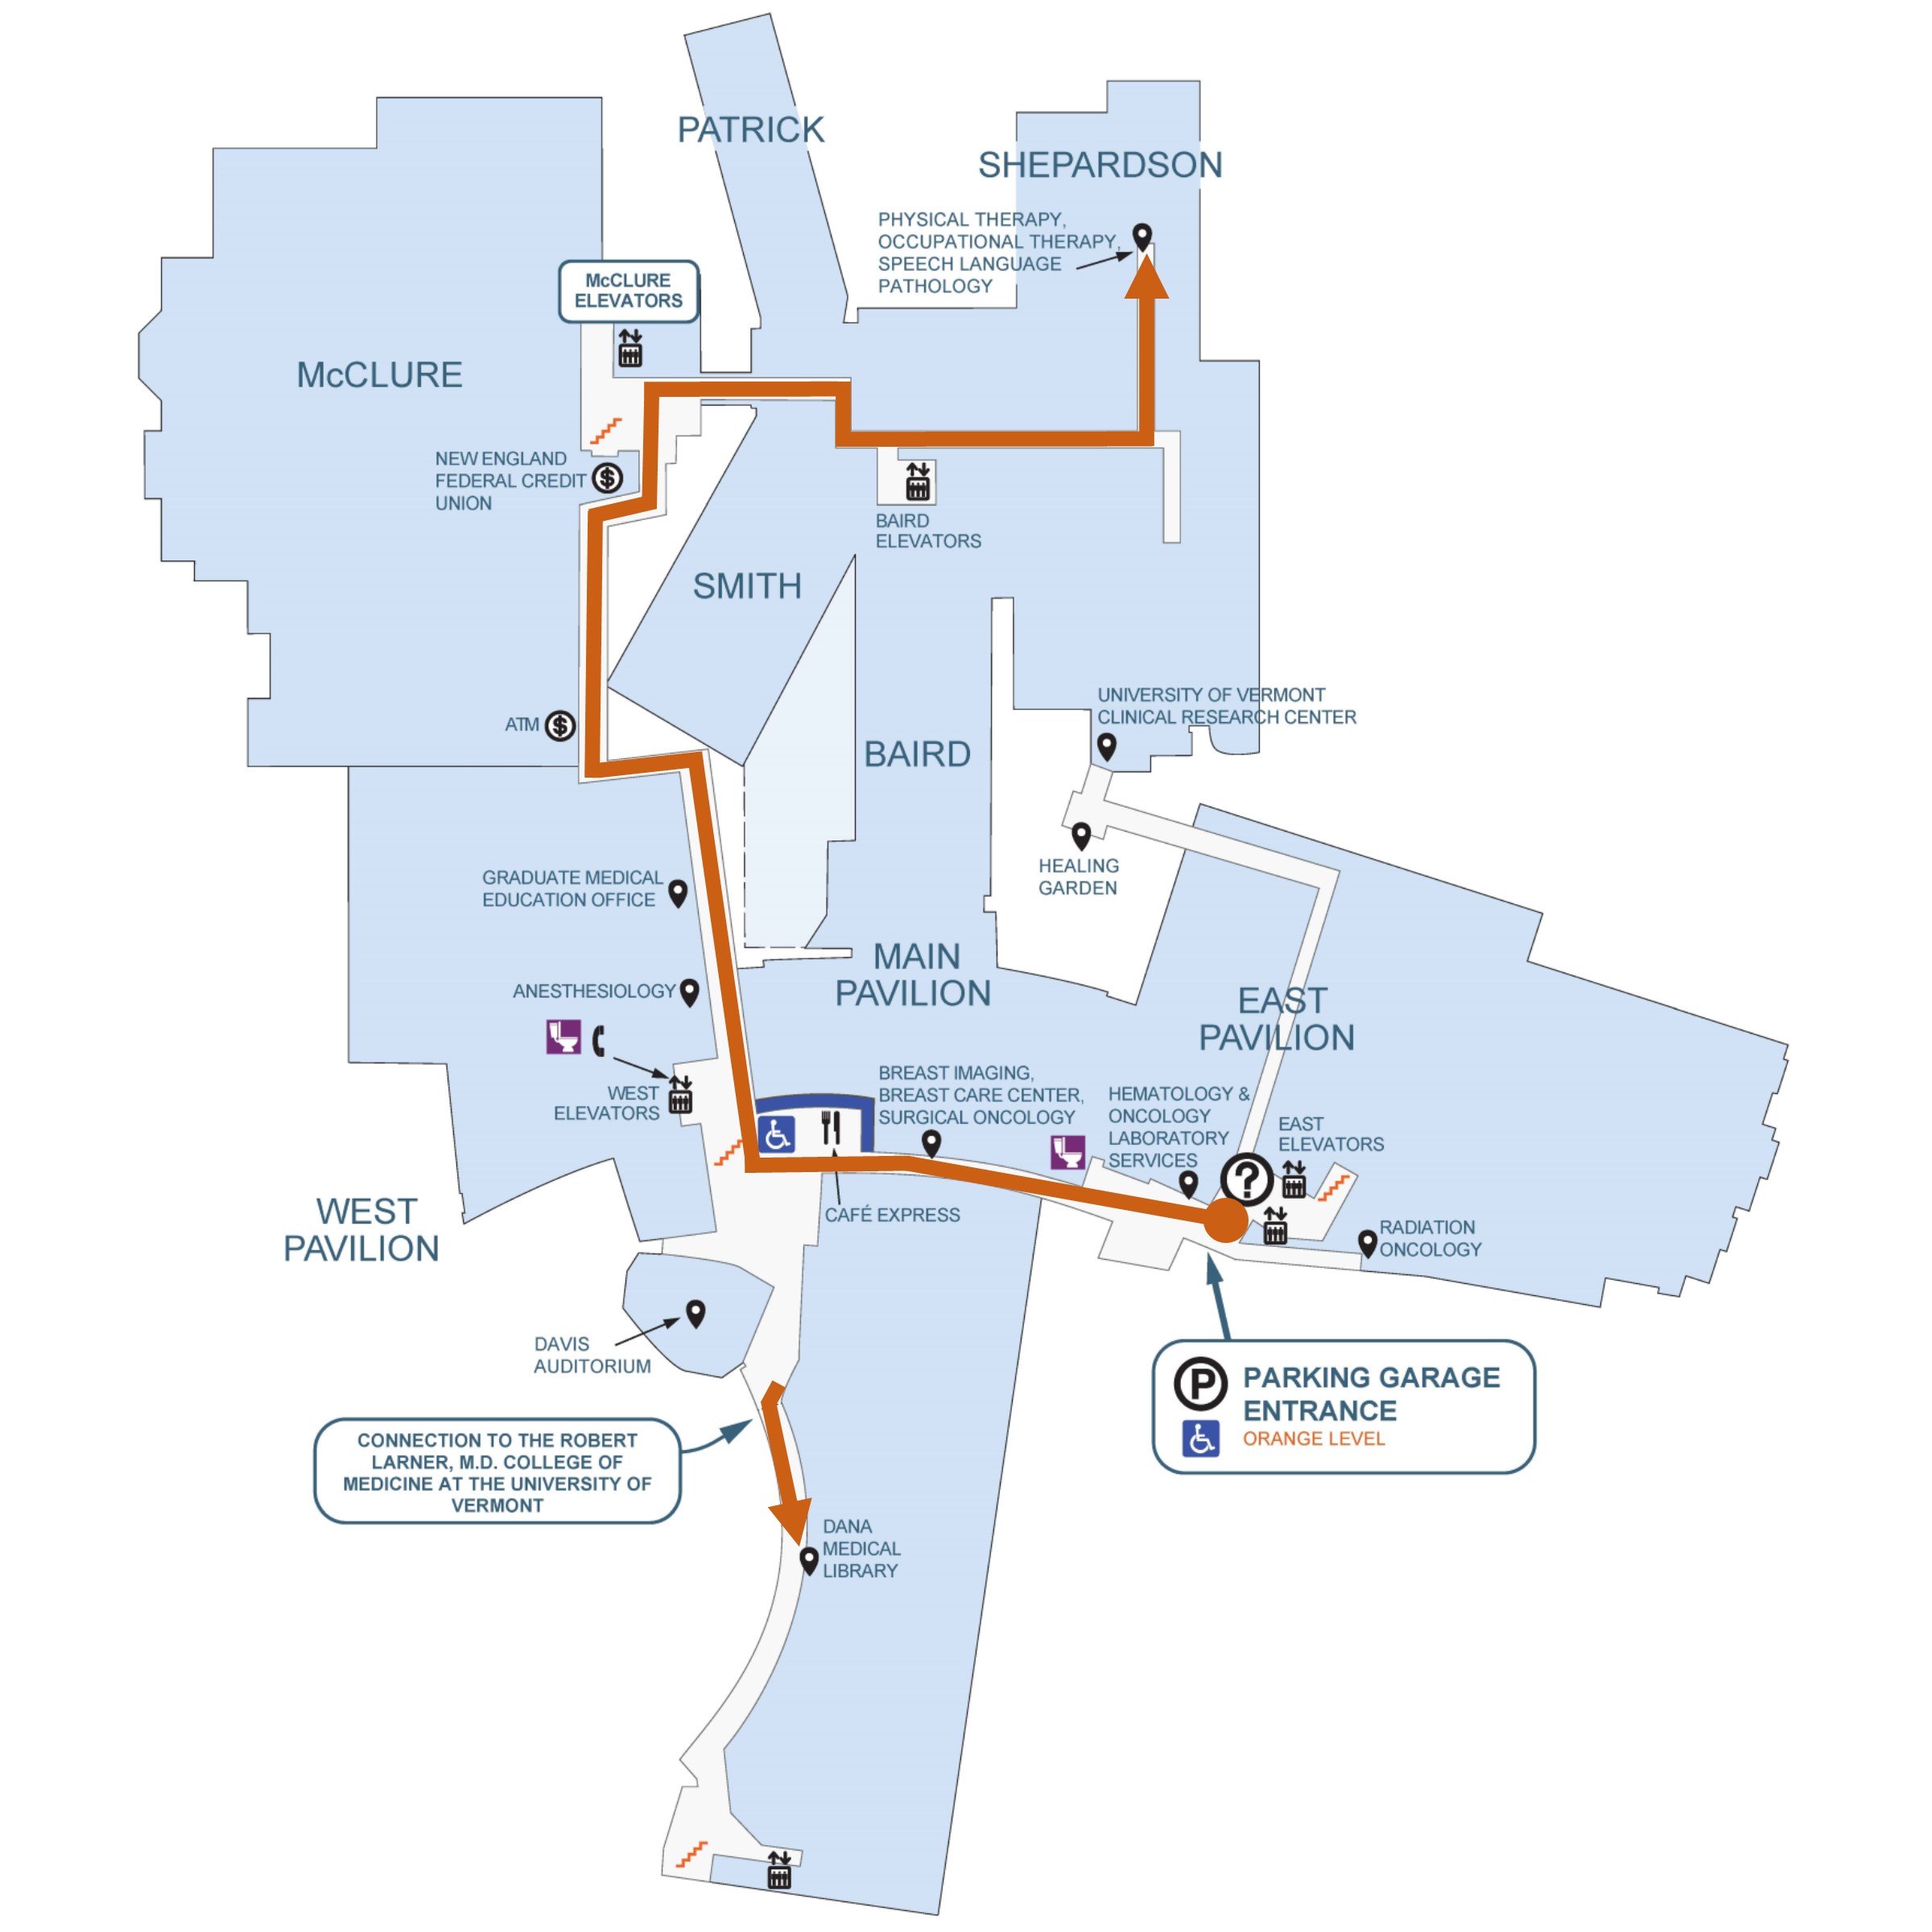 PATRICK
SHEPARDSON
PHYSICAL THERAPY,
OCCUPATIONAL THERAPY,
SPEECH LANGUAGE
PATHOLOGY
McCLURE
ELEVATORS
McCLURE
NEW ENGLAND
FEDERAL CREDIT
UNION
$
BAIRD
ELEVATORS
SMITH
ATM
$
BAIRD
UNIVERSITY OF VERMONT
CLINICAL RESEARCH CENTER
HEALING
GARDEN
GRADUATE MEDICAL
EDUCATION OFFICE
MAIN
PAVILION
ANESTHESIOLOGY
EAST
PAVILION
WEST
ELEVATORS
BREAST IMAGING,
BREAST CARE CENTER,
SURGICAL ONCOLOGY
HEMATOLOGY &
ONCOLOGY
LABORATORY
SERVICES
EAST
ELEVATORS
?
CAFÉ EXPRESS
WEST
PAVILION
RADIATION
ONCOLOGY
DAVIS
AUDITORIUM
P
PARKING GARAGE
ENTRANCE
ORANGE LEVEL
CONNECTION TO THE ROBERT
LARNER, M.D. COLLEGE OF
MEDICINE AT THE UNIVERSITY OF
VERMONT
DANA
MEDICAL
LIBRARY